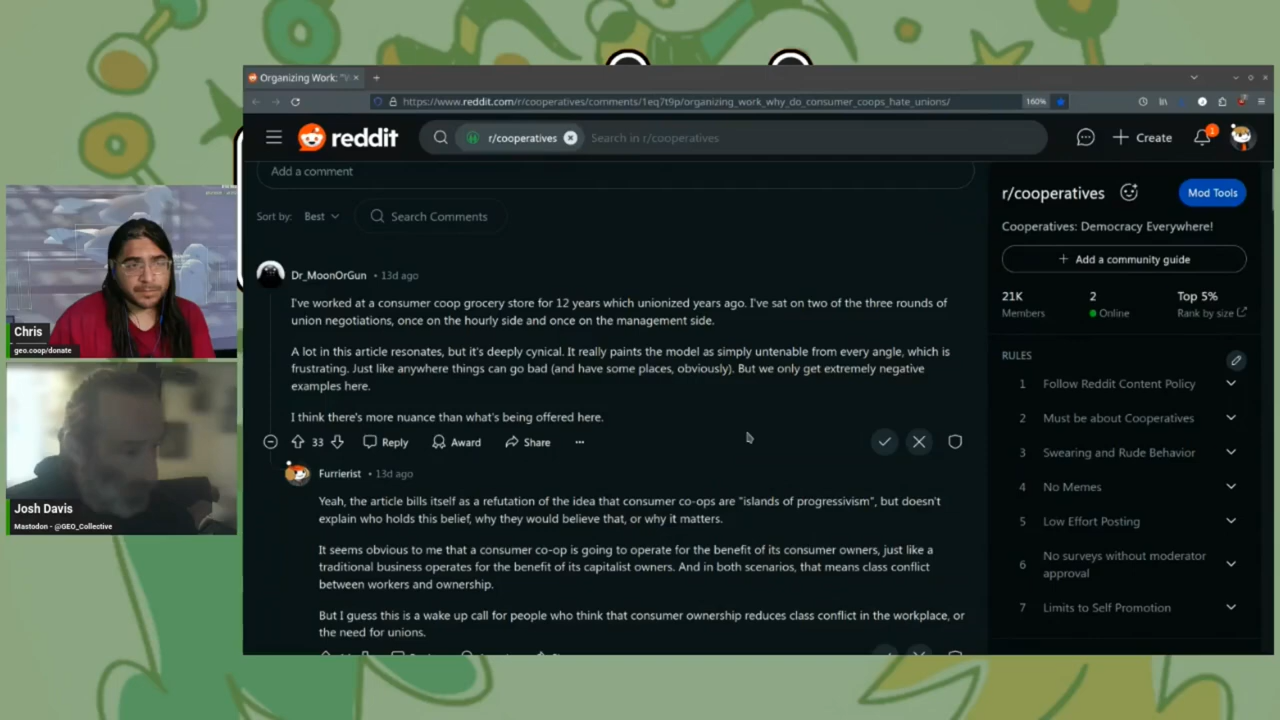 Organizing Work: "W
https://www.reddit.com/r/cooperatives/comments/1eq7t9p/organizing_work_why_do_consumer_coops_hate_unions/
160%
reddit
r/cooperatives
Search in r/cooperatives
Create
1
Add a comment
Sort by: Best
Search Comments
Dr_MoonOrGun • 13d ago
I've worked at a consumer coop grocery store for 12 years which unionized years ago. I've sat on two of the three rounds of
union negotiations, once on the hourly side and once on the management side.
A lot in this article resonates, but it's deeply cynical. It really paints the model as simply untenable from every angle, which is
frustrating. Just like anywhere things can go bad (and have some places, obviously). But we only get extremely negative
examples here.
I think there's more nuance than what's being offered here.
33
Reply
Award
Share
Furrierist • 13d ago
Yeah, the article bills itself as a refutation of the idea that consumer co-ops are "islands of progressivism", but doesn't
explain who holds this belief, why they would believe that, or why it matters.
It seems obvious to me that a consumer co-op is going to operate for the benefit of its consumer owners, just like a
traditional business operates for the benefit of its capitalist owners. And in both scenarios, that means class conflict
between workers and ownership.
But I guess this is a wake up call for people who think that consumer ownership reduces class conflict in the workplace, or
the need for unions.
r/cooperatives
Mod Tools
Cooperatives: Democracy Everywhere!
Add a community guide
21K
Members
2
Online
Top 5%
Rank by size
RULES
1 Follow Reddit Content Policy
2 Must be about Cooperatives
3 Swearing and Rude Behavior
4 No Memes
5 Low Effort Posting
6 No surveys without moderator
approval
7 Limits to Self Promotion
Chris
geo.coop/donate
Josh Davis
Mastodon - @GEO_Collective